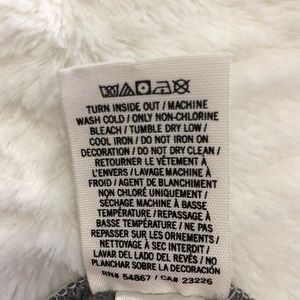 TURN INSIDE OUT / MACHINE
WASH COLD / ONLY NON-CHLORINE
BLEACH / TUMBLE DRY LOW /
COOL IRON / DO NOT IRON ON
DECORATION / DO NOT DRY CLEAN /
RETOURNER LE VÊTEMENT À
L'ENVERS / LAVAGE MACHINE À
FROID / AGENT DE BLANCHIMENT
NON CHLORÉ UNIQUEMENT /
SÉCHAGE MACHINE À BASSE
TEMPÉRATURE / REPASSAGE À
BASSE TEMPÉRATURE / NE PAS
REPASSER SUR LES ORNEMENTS /
NETTOYAGE À SEC INTERDIT /
LAVAR DEL LADO DEL REVÉS / NO
PLANCHAR SOBRE LA DECORACIÓN
RN# 54867 / CA# 23226